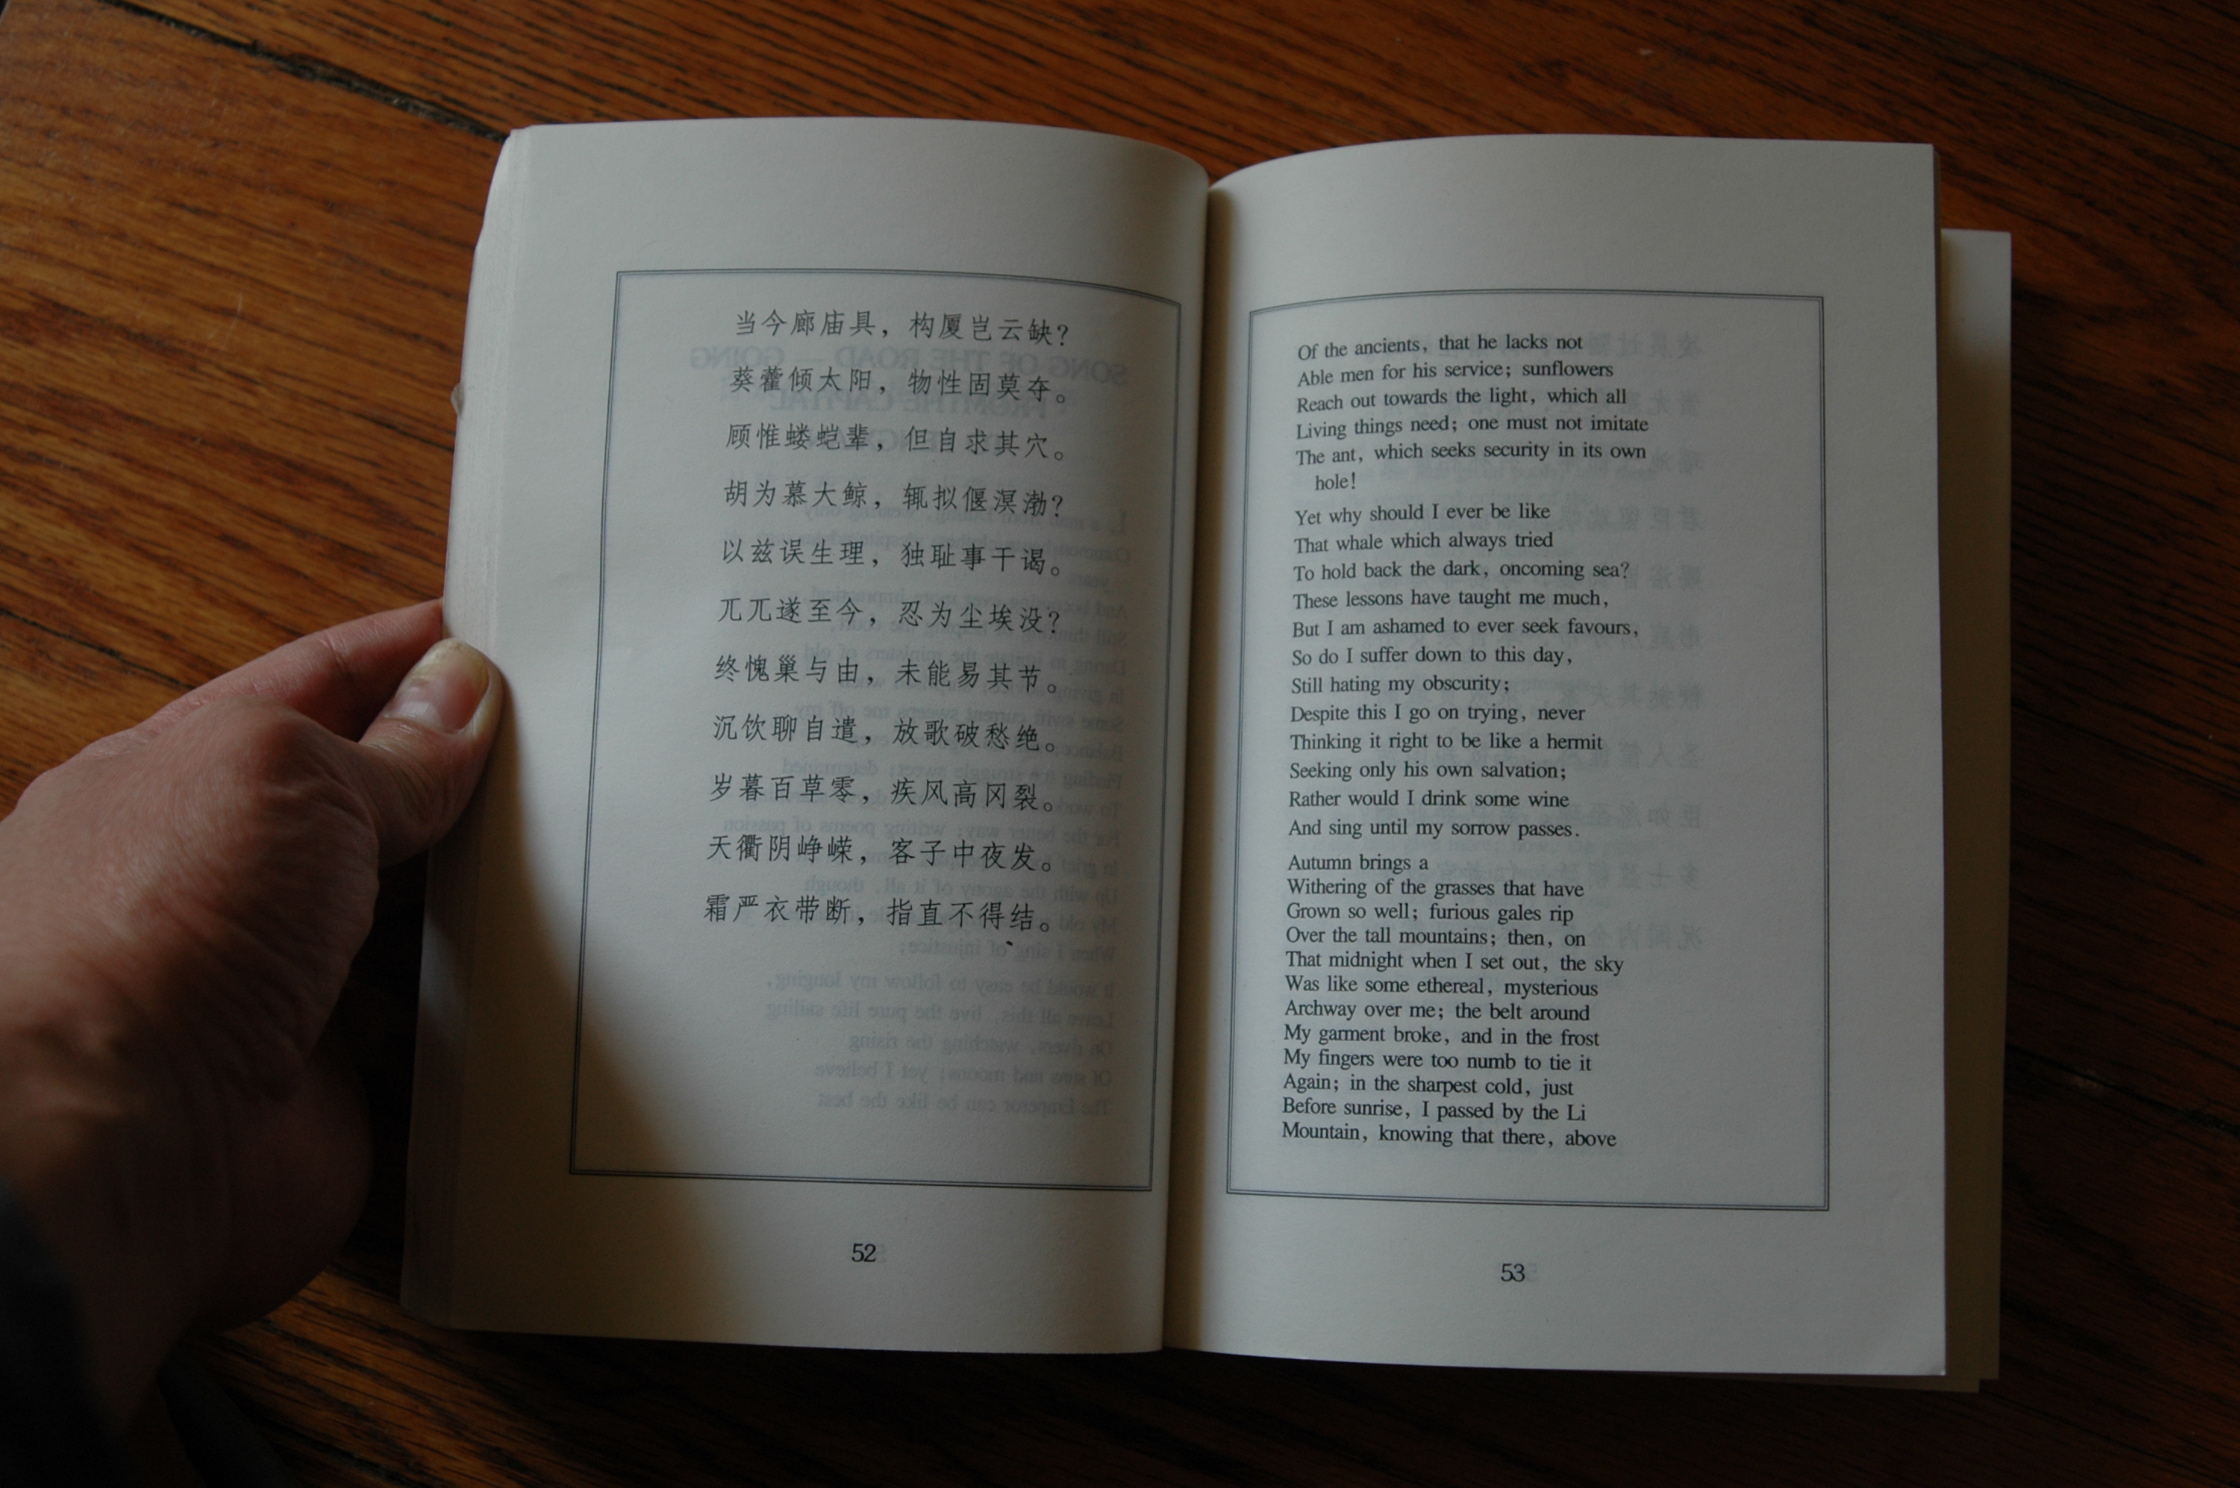 当今廊庙具，构厦岂云缺？
葵藿倾太阳，物性固莫夺。
顾惟蝼蚁辈，但自求其穴。
胡为慕大鲸，辄拟偃溟渤？
以兹误生理，独耻事干谒。
兀兀遂至今，忍为尘埃没？
终愧巢与由，未能易其节。
沉饮聊自遣，放歌破愁绝。
岁暮百草零，疾风高冈裂。
天衢阴峥嵘，客子中夜发。
霜严衣带断，指直不得结。
52
Of the ancients, that he lacks not
Able men for his service; sunflowers
Reach out towards the light, which all
Living things need; one must not imitate
The ant, which seeks security in its own
hole!
Yet why should I ever be like
That whale which always tried
To hold back the dark, oncoming sea?
These lessons have taught me much,
But I am ashamed to ever seek favours,
So do I suffer down to this day,
Still hating my obscurity;
Despite this I go on trying, never
Thinking it right to be like a hermit
Seeking only his own salvation;
Rather would I drink some wine
And sing until my sorrow passes.
Autumn brings a
Withering of the grasses that have
Grown so well; furious gales rip
Over the tall mountains; then, on
That midnight when I set out, the sky
Was like some ethereal, mysterious
Archway over me; the belt around
My garment broke, and in the frost
My fingers were too numb to tie it
Again; in the sharpest cold, just
Before sunrise, I passed by the Li
Mountain, knowing that there, above
53